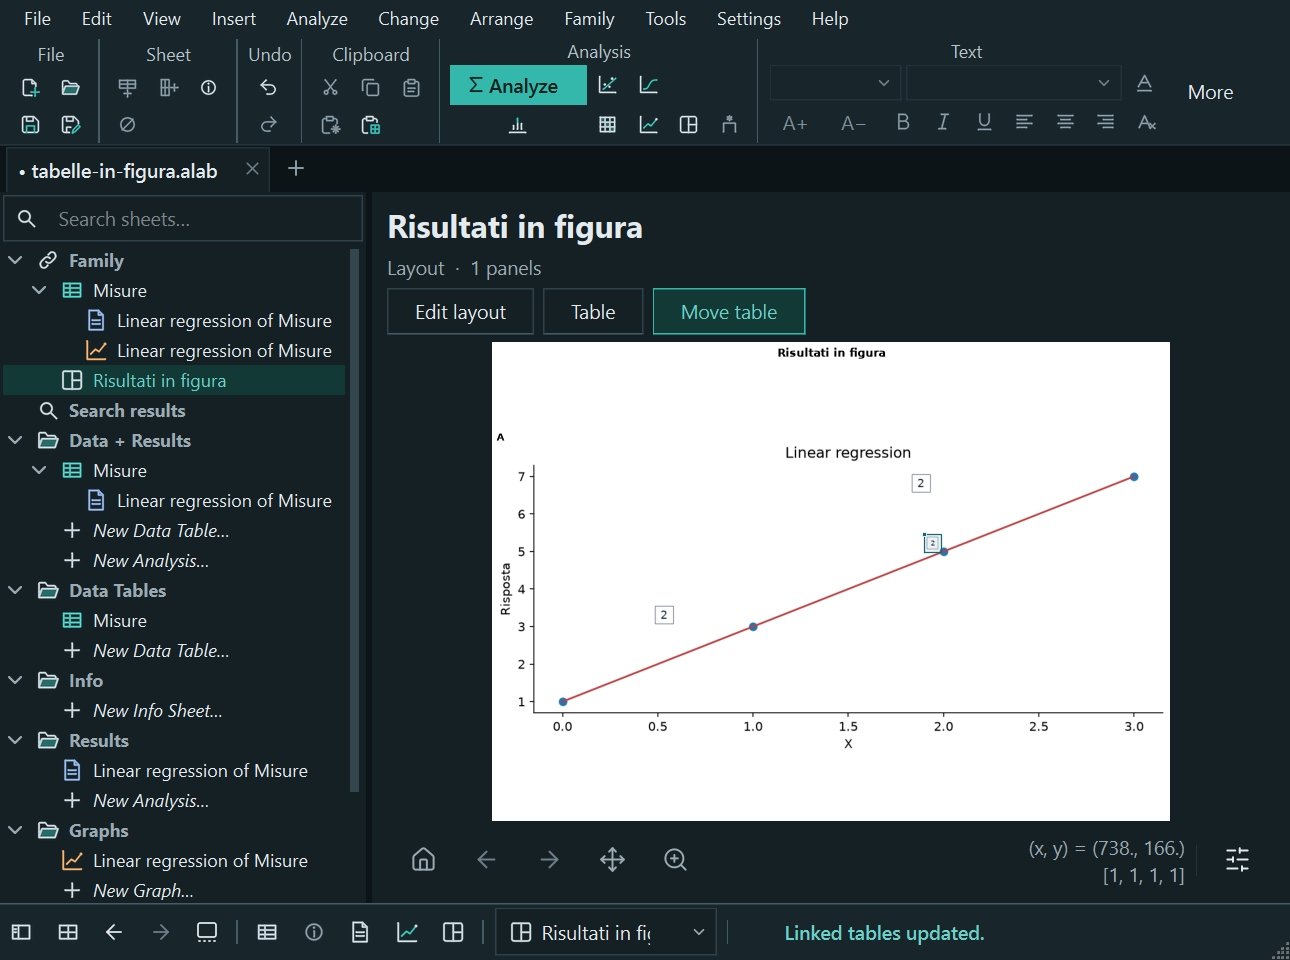 File Edit View Insert Analyze Change Arrange Family Tools Settings Help
File Sheet Undo Clipboard Analysis Text
Σ Analyze
More
A+ A− B I U
• tabelle-in-figura.alab
Search sheets...
Family
Misure
Linear regression of Misure
Linear regression of Misure
Risultati in figura
Search results
Data + Results
Misure
Linear regression of Misure
New Data Table...
New Analysis...
Data Tables
Misure
New Data Table...
Info
New Info Sheet...
Results
Linear regression of Misure
New Analysis...
Graphs
Linear regression of Misure
New Graph...
Risultati in figura
Layout · 1 panels
Edit layout Table Move table
Risultati in figura
A
Linear regression
7
6
5
4
3
2
1
Risposta
2
2
2
0.0 0.5 1.0 1.5 2.0 2.5 3.0
X
(x, y) = (738., 166.)
[1, 1, 1, 1]
Risultati in fig
Linked tables updated.